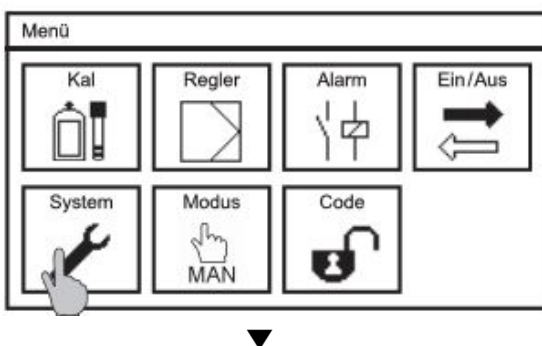 Menü
Kal
Regler
Alarm
Ein/Aus
System
Modus
Code
MAN